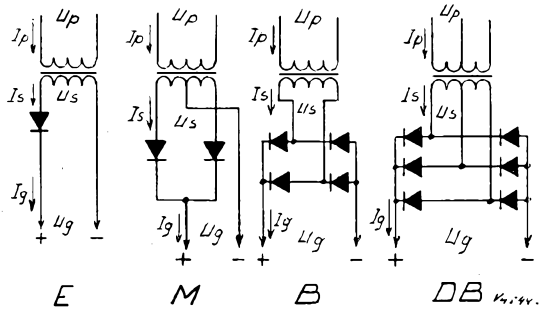 Up Up Up Up
Ip Ip Ip Ip
Is Us Is Us Is Us Is Us
Ig Ug Ig Ug Ig Ug Ig Ug
+ - + - + - + -
E M B DB